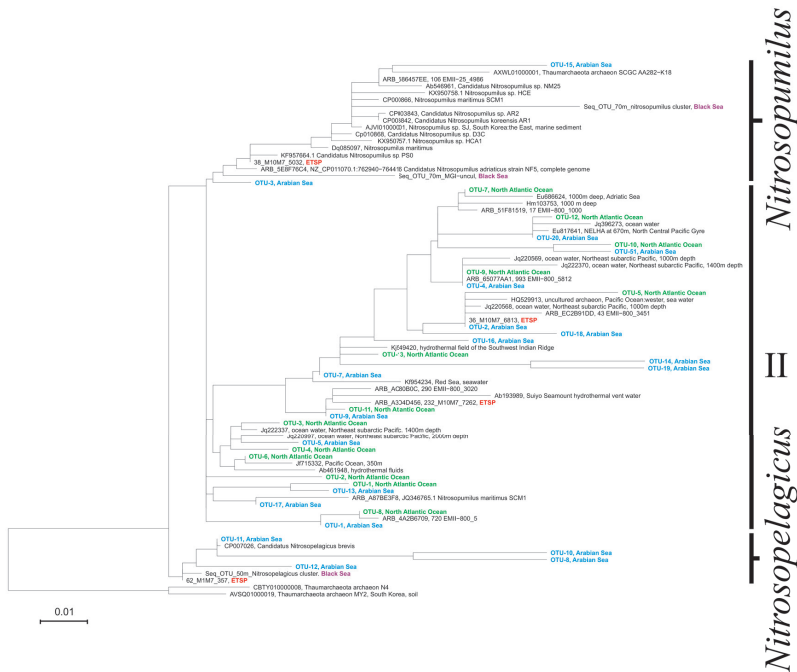 OTU-15, Arabian Sea
AXWL01000001, Thaumarchaeota archaeon SCGC AA282-K18
ARB_586457EE, 106 EMII-25_4986
Ab546961, Candidatus Nitrosopumilus sp. NM25
KX950758.1 Nitrosopumilus sp. HCE
CP000866, Nitrosopumilus maritimus SCM1
Seq_OTU_70m_nitrosopumilus cluster, Black Sea
CP003843, Candidatus Nitrosopumilus sp. AR2
CP003842, Candidatus Nitrosopumilus koreensis AR1
AJVI01000001, Nitrosopumilus sp. SJ, South Korea:the East, marine sediment
Cp010868, Candidatus Nitrosopumilus sp. D3C
KX950757.1 Nitrosopumilus sp. HCA1
Dq085097, Nitrosopumilus maritimus
KF957664.1 Candidatus Nitrosopumilus sp PS0
38_M10M7_5032, ETSP
ARB_5E8F76C4, NZ_CP011070.1:762940-764416 Candidatus Nitrosopumilus adriaticus strain NF5, complete genome
Seq_OTU_70m_MGI-uncul, Black Sea
OTU-3, Arabian Sea
Nitrosopumilus
OTU-7, North Atlantic Ocean
Eu686624, 1000m deep, Adriatic Sea
Hm103753, 1000 m deep
ARB_51F81519, 17 EMII-800_1000
OTU-12, North Atlantic Ocean
Jq396273, ocean water
Eu817641, NELHA at 670m, North Central Pacific Gyre
OTU-20, Arabian Sea
OTU-10, North Atlantic Ocean
OTU-51, Arabian Sea
Jq220569, ocean water, Northeast subarctic Pacific, 1000m depth
Jq222370, ocean water, Northeast subarctic Pacific, 1400m depth
OTU-9, North Atlantic Ocean
ARB_65077AA1, 993 EMII-800_5812
OTU-4, Arabian Sea
OTU-5, North Atlantic Ocean
HQ529913, uncultured archaeon, Pacific Ocean:wester, sea water
Jq220568, ocean water, Northeast subarctic Pacific, 1000m depth
ARB_EC2B91DD, 43 EMII-800_3451
36_M10M7_6813, ETSP
OTU-2, Arabian Sea
OTU-18, Arabian Sea
OTU-16, Arabian Sea
Kj549420, hydrothermal field of the Southwest Indian Ridge
OTU-13, North Atlantic Ocean
OTU-14, Arabian Sea
OTU-19, Arabian Sea
OTU-7, Arabian Sea
Kf954234, Red Sea, seawater
ARB_AC80B0C, 290 EMII-800_3020
Ab193989, Suiyo Seamount hydrothermal vent water
ARB_A334D456, 232_M10M7_7262, ETSP
OTU-11, North Atantic Ocean
OTU-9, Arabian Sea
II
OTU-3, North Atlantic Ocean
Jq222337, ocean water, Northeast subarctic Pacific, 1400m depth
Jq220997, ocean water, Northeast subarctic Pacific, 2000m depth
OTU-5, Arabian Sea
OTU-4, North Atlantic Ocean
OTU-6, North Atlantic Ocean
Jf715332, Pacific Ocean, 350m
Ab461948, hydrothermal fluids
OTU-2, North Atlantic Ocean
OTU-1, North Atlantic Ocean
OTU-13, Arabian Sea
ARB_A87BE3F8, JQ346765.1 Nitrosopumilus maritimus SCM1
OTU-17, Arabian Sea
OTU-8, North Atlantic Ocean
ARB_4A2B6709, 720 EMII-800_5
OTU-1, Arabian Sea
OTU-11, Arabian Sea
CP007026, Candidatus Nitrosopelagicus brevis
OTU-10, Arabian Sea
OTU-8, Arabian Sea
OTU-12, Arabian Sea
Seq_OTU_50m_Nitrosopelagicus cluster. Black Sea
62_M1M7_357, ETSP
CBTY010000008, Thaumarchaeota archaeon N4
AVSQ01000019, Thaumarchaeota archaeon MY2, South Korea, soil
Nitrosopelagicus
0.01